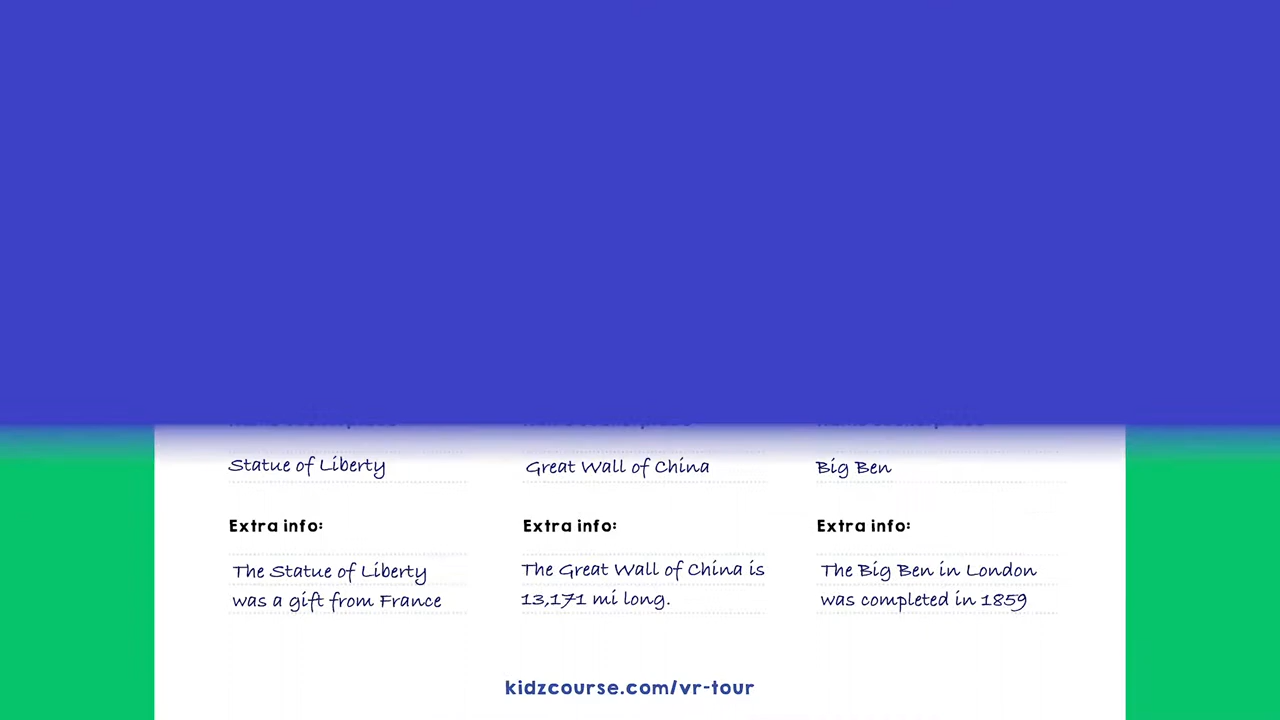 Statue of Liberty
Great Wall of China
Big Ben
Extra info:
Extra info:
Extra info:
The Statue of Liberty
was a gift from France
The Great Wall of China is
13,171 mi long.
The Big Ben in London
was completed in 1859
kidzcourse.com/vr-tour